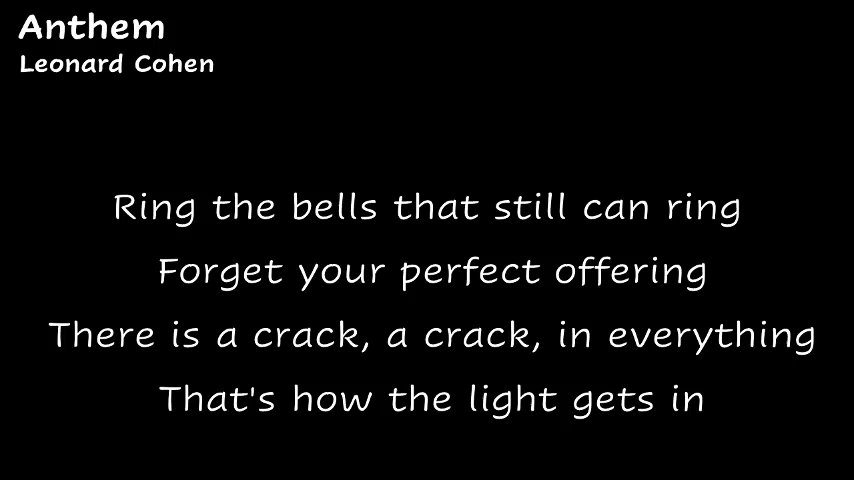 Anthem
Leonard Cohen
Ring the bells that still can ring
Forget your perfect offering
There is a crack, a crack, in everything
That's how the light gets in